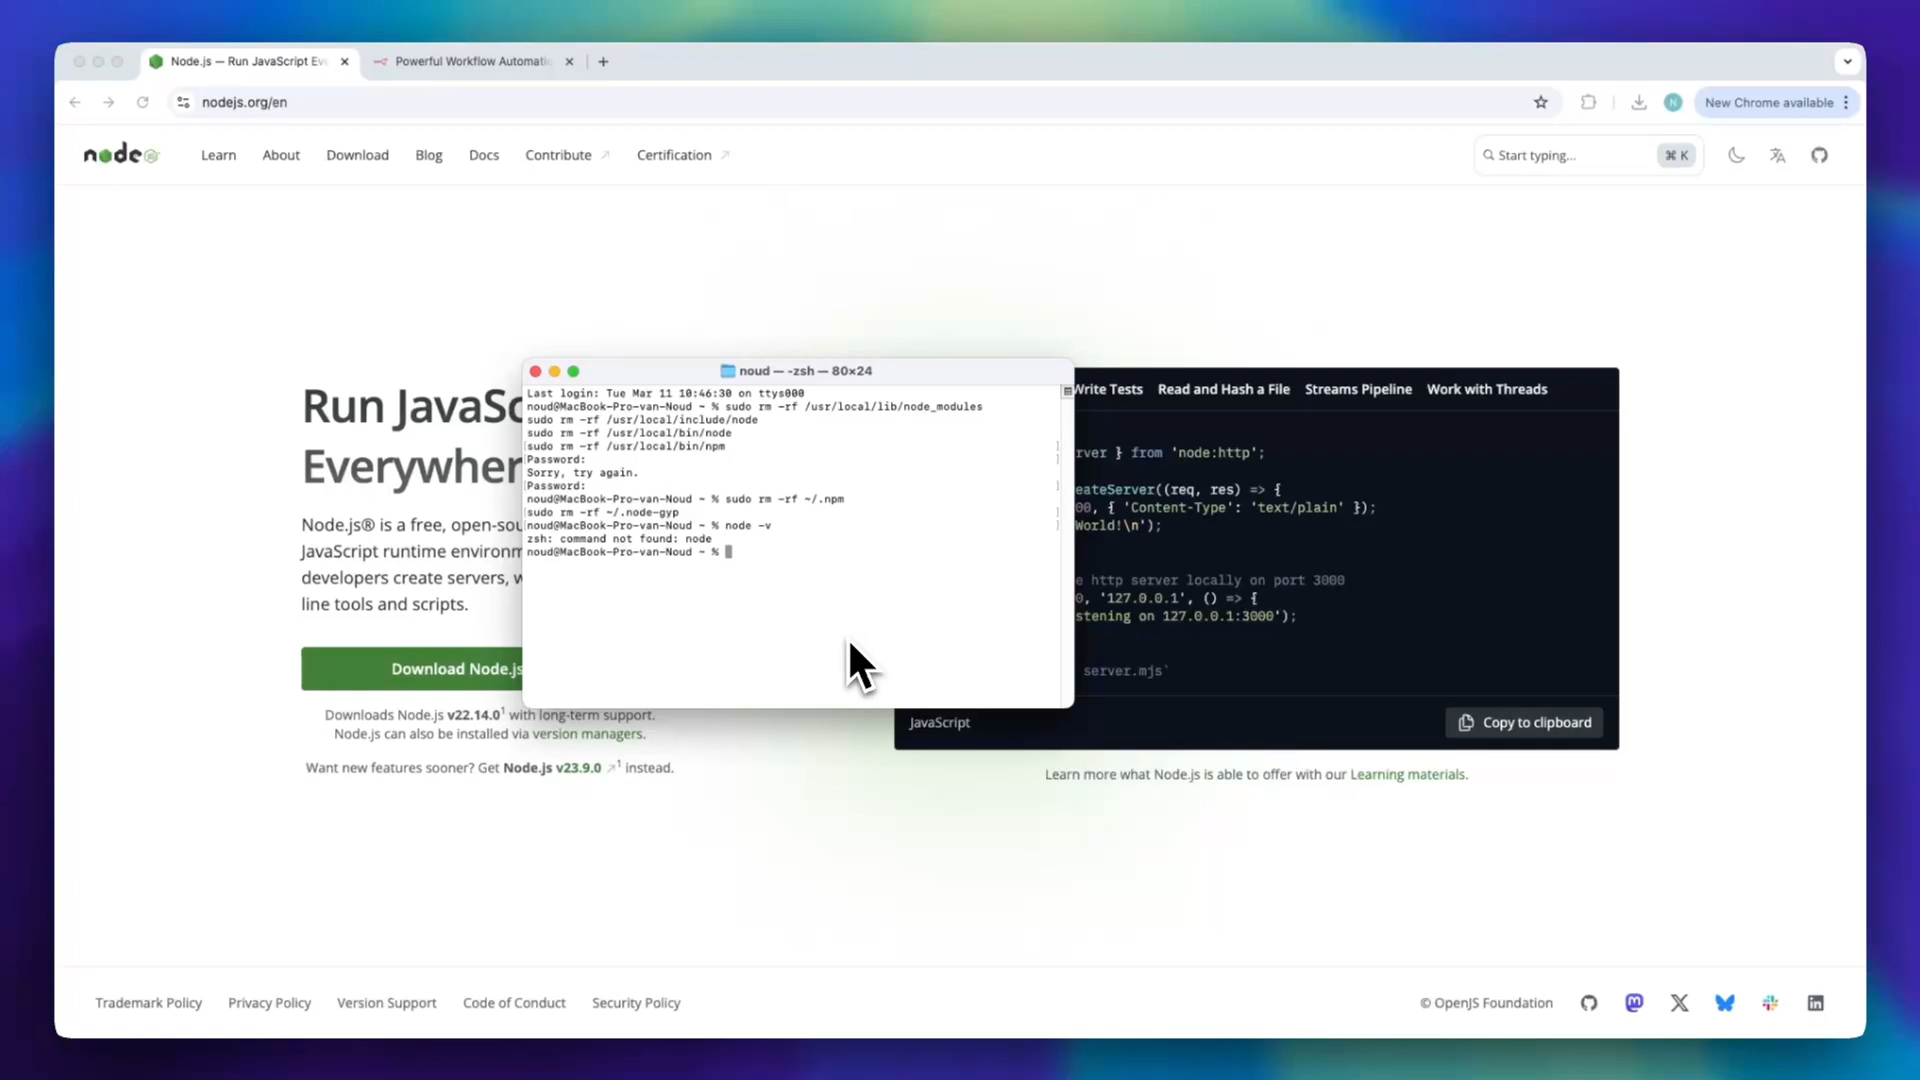 Node.js — Run JavaScript Ev
Powerful Workflow Automati
nodejs.org/en
New Chrome available
N
node
JS
Learn
About
Download
Blog
Docs
Contribute
Certification
Start typing...
⌘ K
Run JavaSc
Everywher
Node.js® is a free, open-sou
JavaScript runtime environm
developers create servers, w
line tools and scripts.
Download Node.js
Downloads Node.js v22.14.0¹ with long-term support.
Node.js can also be installed via version managers.
Want new features sooner? Get Node.js v23.9.0 ↗¹ instead.
noud — -zsh — 80×24
Last login: Tue Mar 11 10:46:30 on ttys000
noud@MacBook-Pro-van-Noud ~ % sudo rm -rf /usr/local/lib/node_modules
sudo rm -rf /usr/local/include/node
sudo rm -rf /usr/local/bin/node
sudo rm -rf /usr/local/bin/npm
Password:
Sorry, try again.
Password:
noud@MacBook-Pro-van-Noud ~ % sudo rm -rf ~/.npm
sudo rm -rf ~/.node-gyp
noud@MacBook-Pro-van-Noud ~ % node -v
zsh: command not found: node
noud@MacBook-Pro-van-Noud ~ %
Write Tests
Read and Hash a File
Streams Pipeline
Work with Threads
rver } from 'node:http';
eateServer((req, res) => {
00, { 'Content-Type': 'text/plain' });
World!\n');
e http server locally on port 3000
0, '127.0.0.1', () => {
stening on 127.0.0.1:3000');
server.mjs`
JavaScript
Copy to clipboard
Learn more what Node.js is able to offer with our Learning materials.
Trademark Policy
Privacy Policy
Version Support
Code of Conduct
Security Policy
© OpenJS Foundation